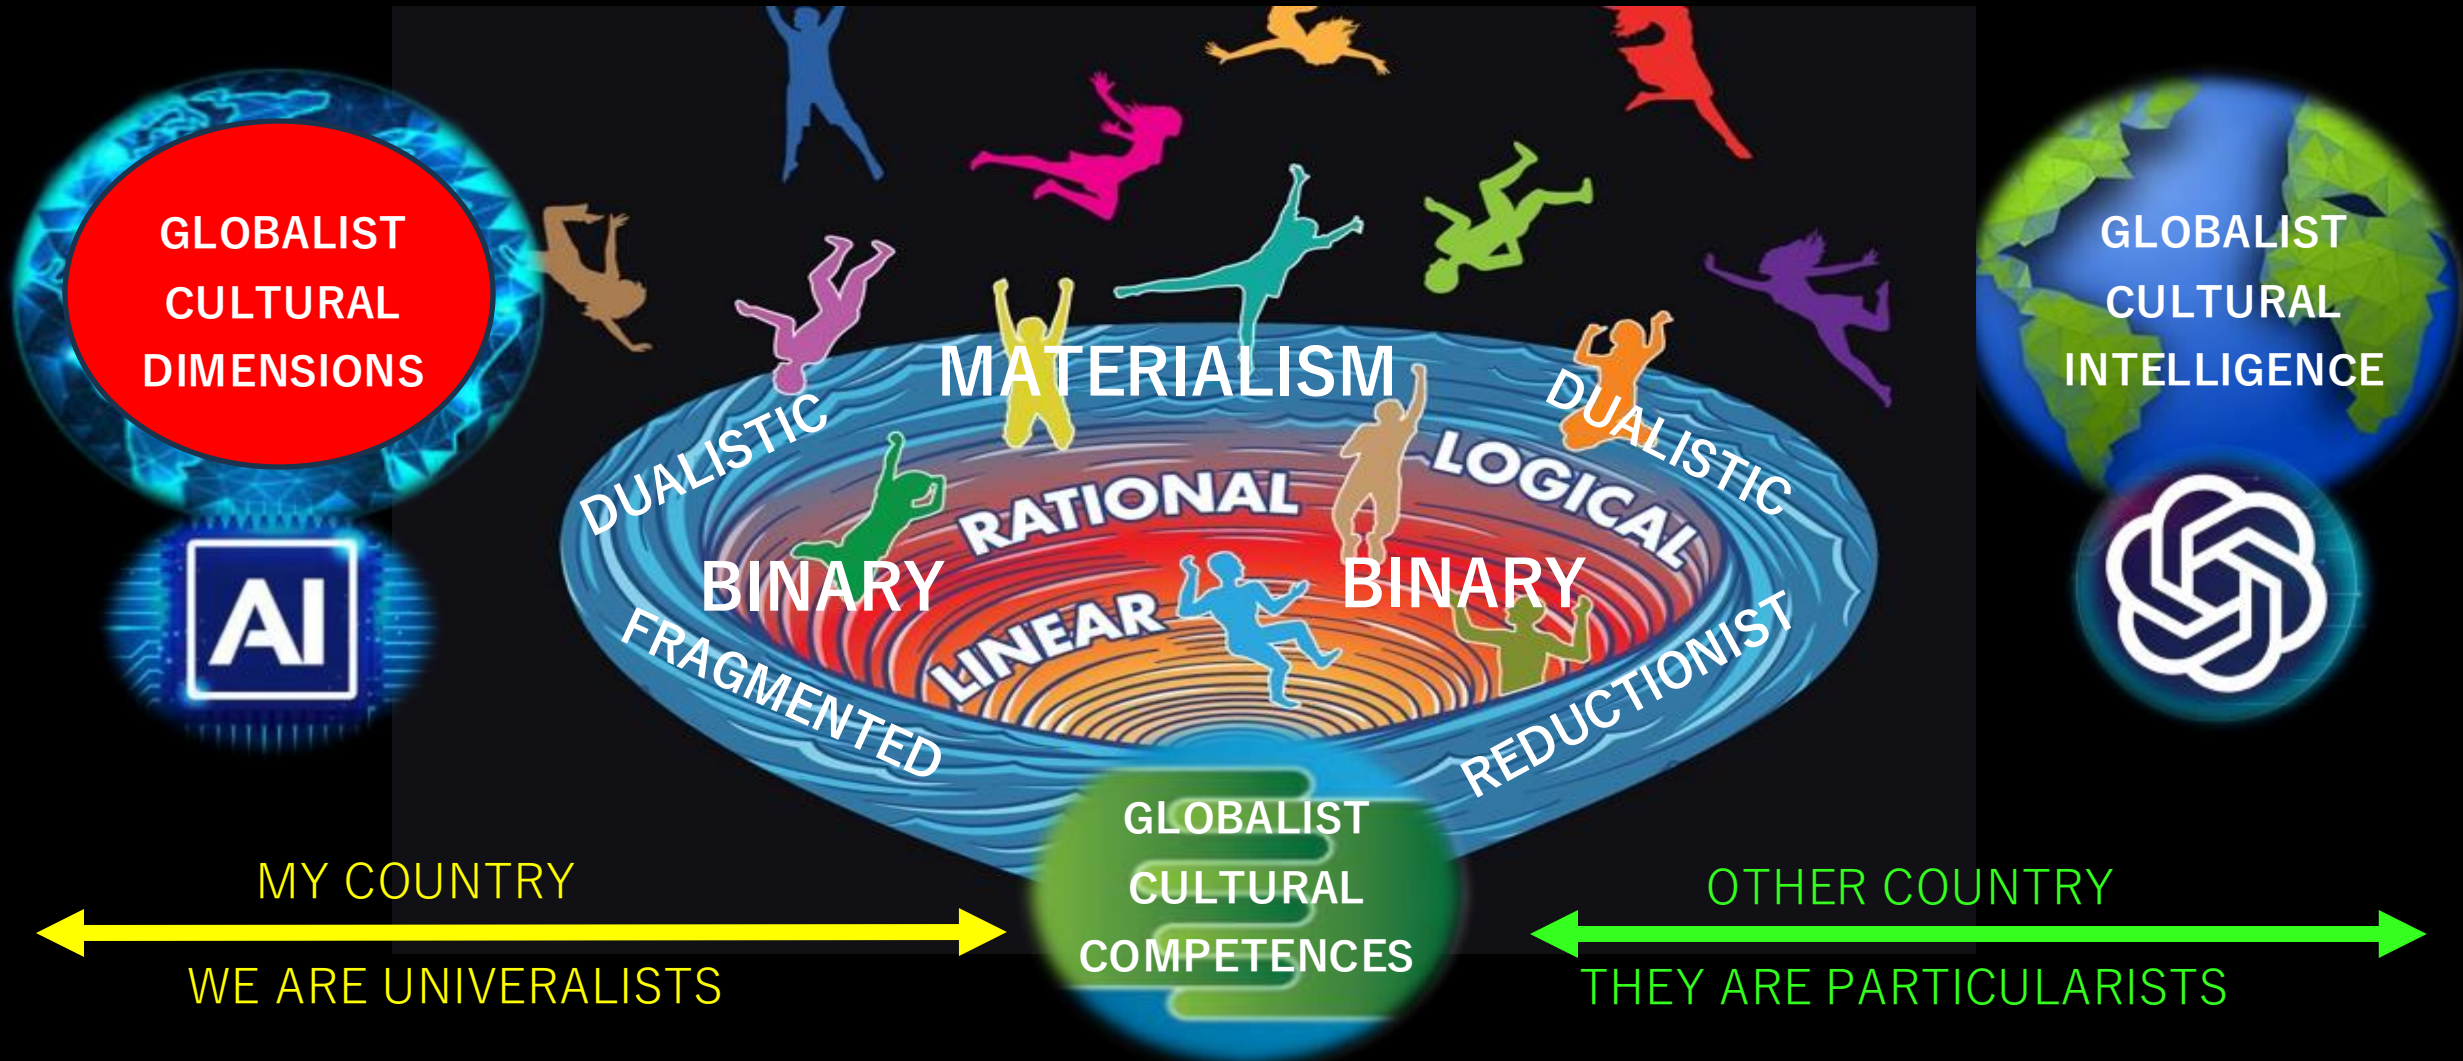 GLOBALIST
CULTURAL
DIMENSIONS
AI
GLOBALIST
CULTURAL
INTELLIGENCE
MATERIALISM
DUALISTIC
DUALISTIC
RATIONAL
LOGICAL
BINARY
BINARY
LINEAR
FRAGMENTED
REDUCTIONIST
GLOBALIST
CULTURAL
COMPETENCES
MY COUNTRY
WE ARE UNIVERALISTS
OTHER COUNTRY
THEY ARE PARTICULARISTS